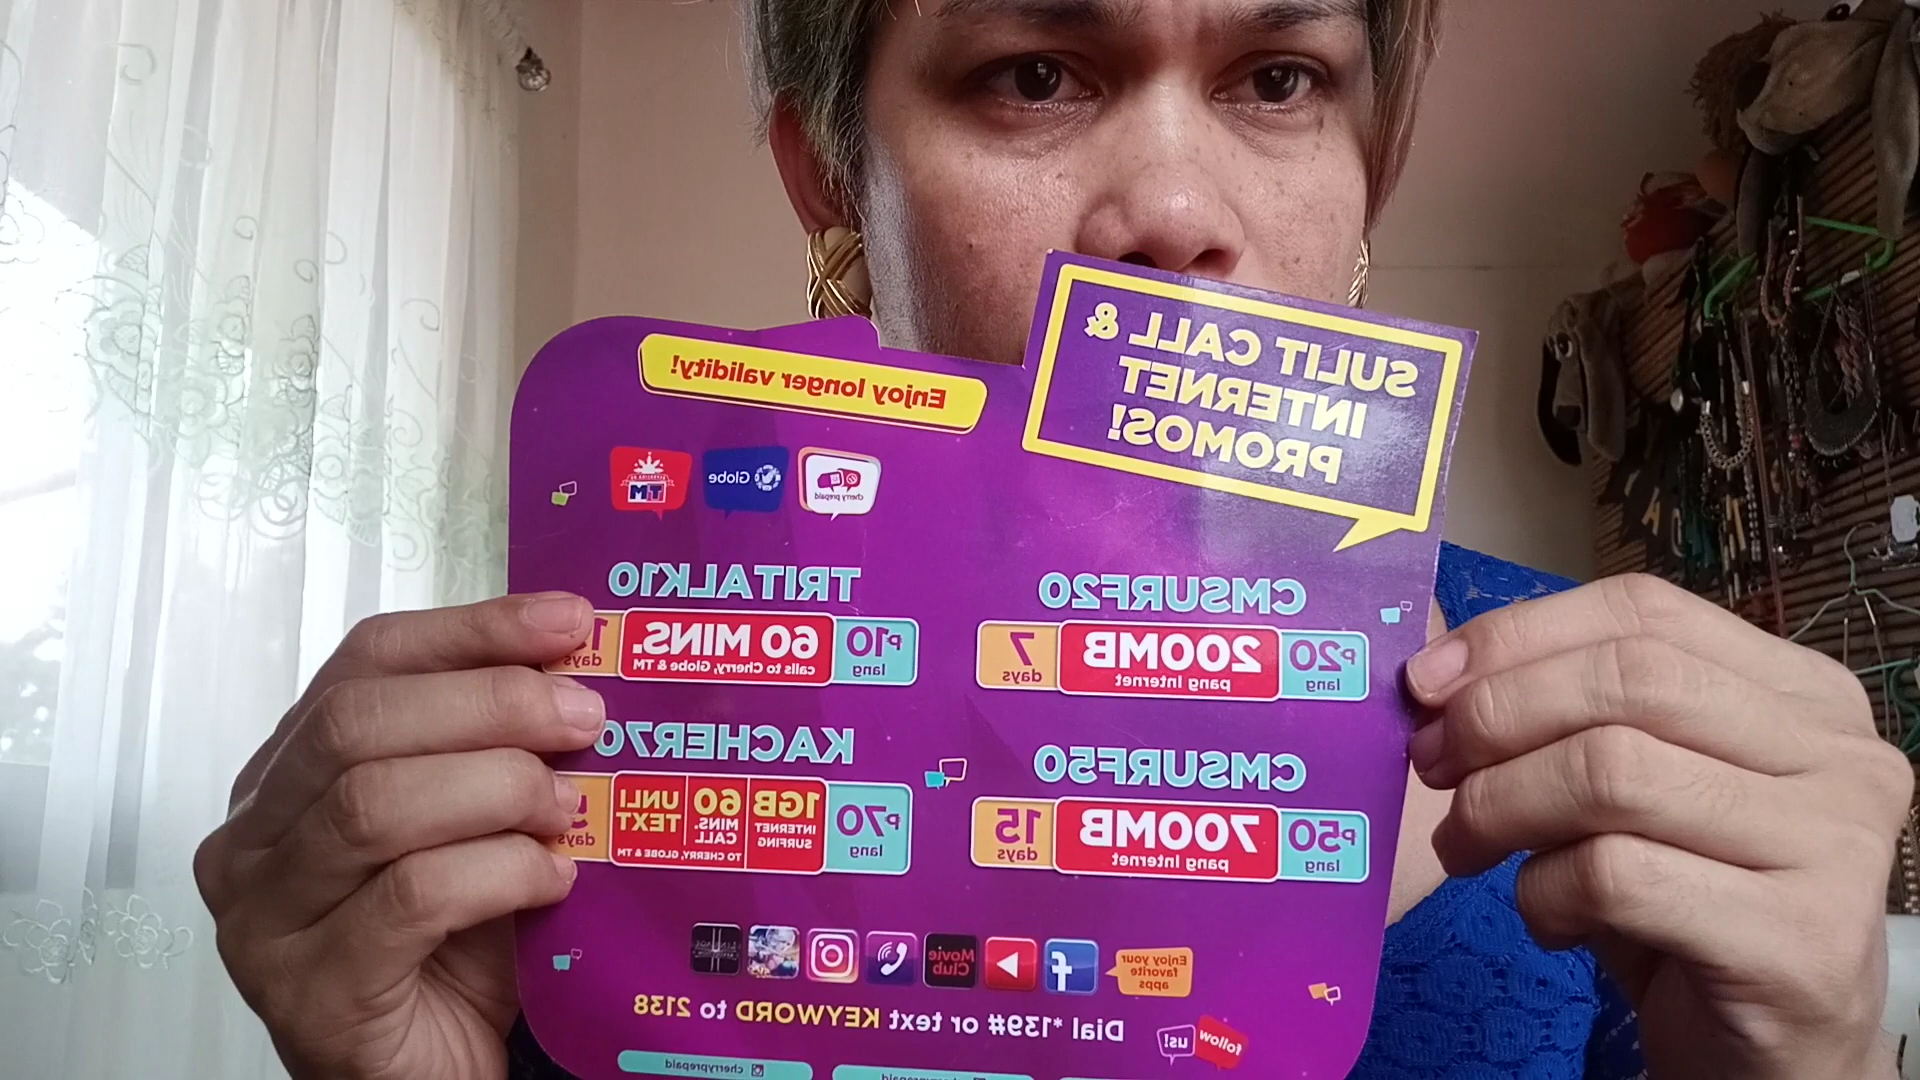 SULIT CALL &
INTERNET
PROMOS!
Enjoy longer validity!
cherry prepaid
Globe
TM
CMSURF20
₱20 lang
200MB
pang Internet
7 days
TRITALK10
₱10 lang
60 MINS.
calls to Cherry, Globe & TM
days
CMSURF50
₱50 lang
700MB
pang Internet
15 days
KACHER70
₱70 lang
1GB INTERNET SURFING
60 MINS. CALL
UNLI TEXT
TO CHERRY, GLOBE & TM
days
Enjoy your
favorite
apps
Movie
Club
Dial *139# or text KEYWORD to 2138
follow us!
cherryprepaid